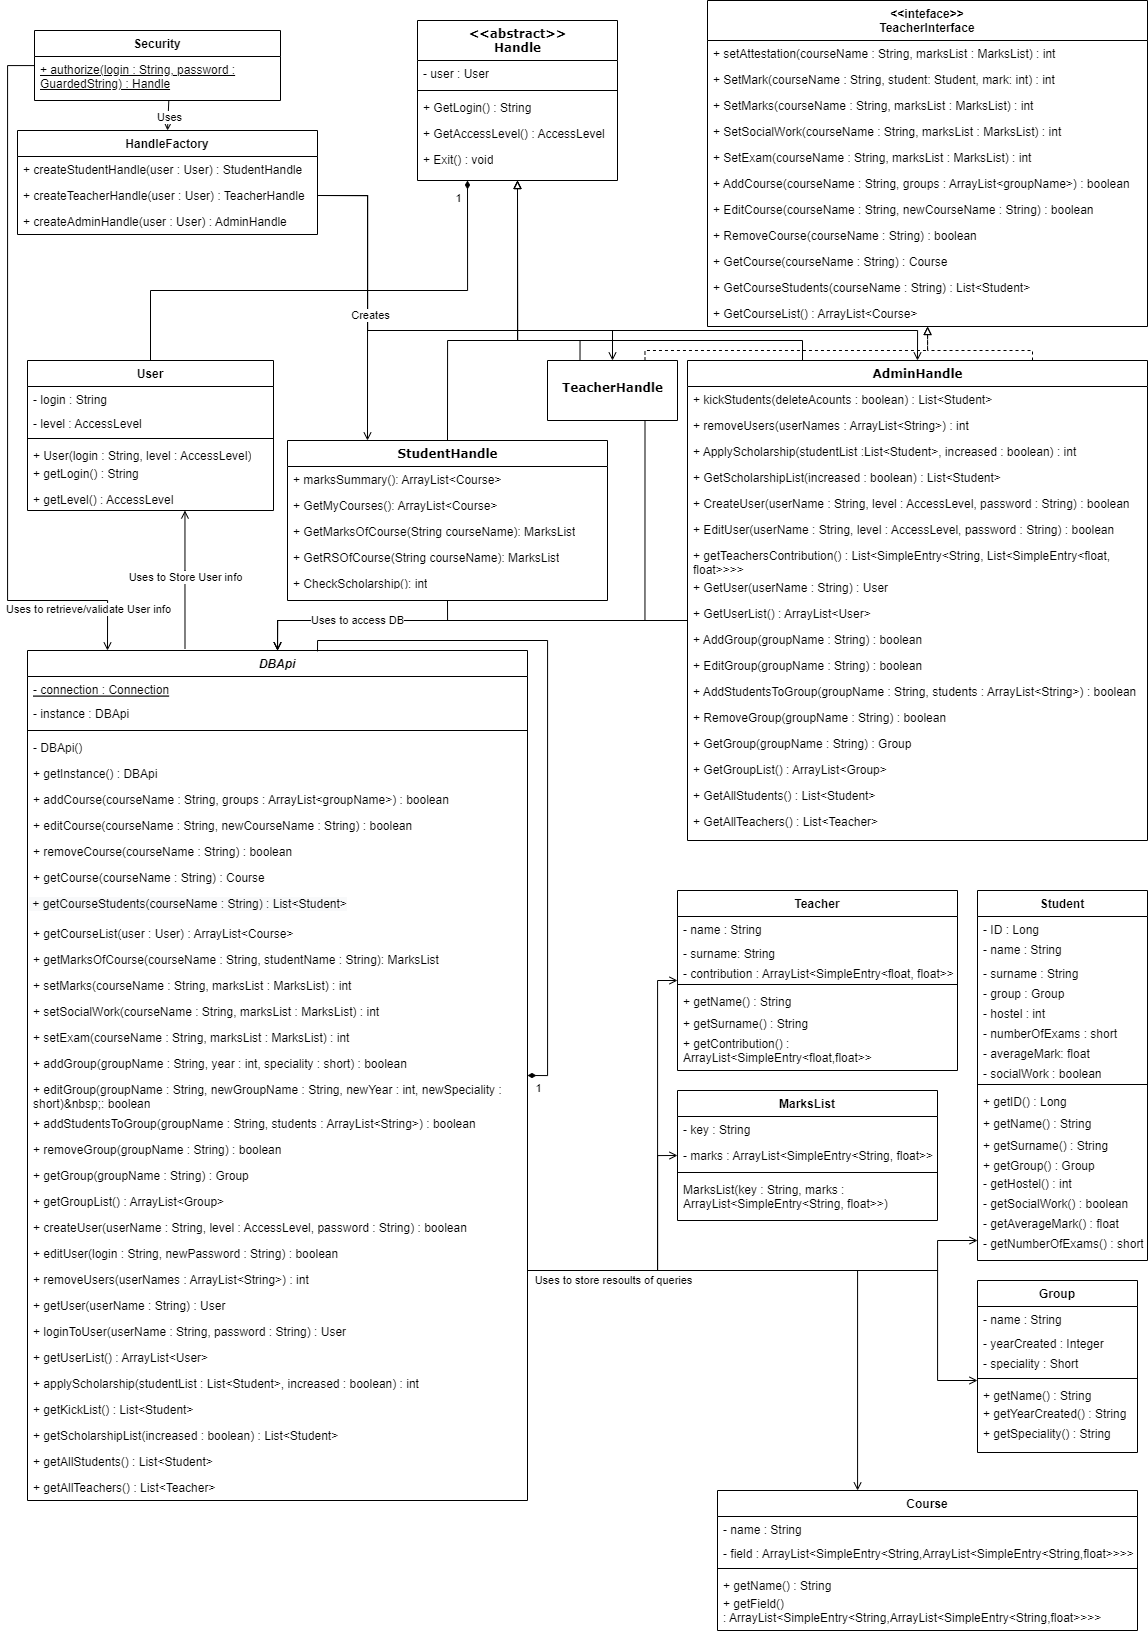 Security
+ authorize(login : String, password :
GuardedString) : Handle
Uses
HandleFactory
+ createStudentHandle(user : User) : StudentHandle
+ createTeacherHandle(user : User) : TeacherHandle
+ createAdminHandle(user : User) : AdminHandle
<<abstract>>
Handle
- user : User
+ GetLogin() : String
+ GetAccessLevel() : AccessLevel
+ Exit() : void
1
<<inteface>>
TeacherInterface
+ setAttestation(courseName : String, marksList : MarksList) : int
+ SetMark(courseName : String, student: Student, mark: int) : int
+ SetMarks(courseName : String, marksList : MarksList) : int
+ SetSocialWork(courseName : String, marksList : MarksList) : int
+ SetExam(courseName : String, marksList : MarksList) : int
+ AddCourse(courseName : String, groups : ArrayList<groupName>) : boolean
+ EditCourse(courseName : String, newCourseName : String) : boolean
+ RemoveCourse(courseName : String) : boolean
+ GetCourse(courseName : String) : Course
+ GetCourseStudents(courseName : String) : List<Student>
+ GetCourseList() : ArrayList<Course>
Creates
User
- login : String
- level : AccessLevel
+ User(login : String, level : AccessLevel)
+ getLogin() : String
+ getLevel() : AccessLevel
TeacherHandle
StudentHandle
+ marksSummary(): ArrayList<Course>
+ GetMyCourses(): ArrayList<Course>
+ GetMarksOfCourse(String courseName): MarksList
+ GetRSOfCourse(String courseName): MarksList
+ CheckScholarship(): int
AdminHandle
+ kickStudents(deleteAcounts : boolean) : List<Student>
+ removeUsers(userNames : ArrayList<String>) : int
+ ApplyScholarship(studentList :List<Student>, increased : boolean) : int
+ GetScholarshipList(increased : boolean) : List<Student>
+ CreateUser(userName : String, level : AccessLevel, password : String) : boolean
+ EditUser(userName : String, level : AccessLevel, password : String) : boolean
+ getTeachersContribution() : List<SimpleEntry<String, List<SimpleEntry<float,
float>>>>
+ GetUser(userName : String) : User
+ GetUserList() : ArrayList<User>
+ AddGroup(groupName : String) : boolean
+ EditGroup(groupName : String) : boolean
+ AddStudentsToGroup(groupName : String, students : ArrayList<String>) : boolean
+ RemoveGroup(groupName : String) : boolean
+ GetGroup(groupName : String) : Group
+ GetGroupList() : ArrayList<Group>
+ GetAllStudents() : List<Student>
+ GetAllTeachers() : List<Teacher>
Uses to Store User info
Uses to retrieve/validate User info
Uses to access DB
DBApi
- connection : Connection
- instance : DBApi
- DBApi()
+ getInstance() : DBApi
+ addCourse(courseName : String, groups : ArrayList<groupName>) : boolean
+ editCourse(courseName : String, newCourseName : String) : boolean
+ removeCourse(courseName : String) : boolean
+ getCourse(courseName : String) : Course
+ getCourseStudents(courseName : String) : List<Student>
+ getCourseList(user : User) : ArrayList<Course>
+ getMarksOfCourse(courseName : String, studentName : String): MarksList
+ setMarks(courseName : String, marksList : MarksList) : int
+ setSocialWork(courseName : String, marksList : MarksList) : int
+ setExam(courseName : String, marksList : MarksList) : int
+ addGroup(groupName : String, year : int, speciality : short) : boolean
+ editGroup(groupName : String, newGroupName : String, newYear : int, newSpeciality :
short)&nbsp;: boolean
+ addStudentsToGroup(groupName : String, students : ArrayList<String>) : boolean
+ removeGroup(groupName : String) : boolean
+ getGroup(groupName : String) : Group
+ getGroupList() : ArrayList<Group>
+ createUser(userName : String, level : AccessLevel, password : String) : boolean
+ editUser(login : String, newPassword : String) : boolean
+ removeUsers(userNames : ArrayList<String>) : int
+ getUser(userName : String) : User
+ loginToUser(userName : String, password : String) : User
+ getUserList() : ArrayList<User>
+ applyScholarship(studentList : List<Student>, increased : boolean) : int
+ getKickList() : List<Student>
+ getScholarshipList(increased : boolean) : List<Student>
+ getAllStudents() : List<Student>
+ getAllTeachers() : List<Teacher>
1
Uses to store resoults of queries
Teacher
- name : String
- surname: String
- contribution : ArrayList<SimpleEntry<float, float>>
+ getName() : String
+ getSurname() : String
+ getContribution() :
ArrayList<SimpleEntry<float,float>>
MarksList
- key : String
- marks : ArrayList<SimpleEntry<String, float>>
MarksList(key : String, marks :
ArrayList<SimpleEntry<String, float>>)
Student
- ID : Long
- name : String
- surname : String
- group : Group
- hostel : int
- numberOfExams : short
- averageMark: float
- socialWork : boolean
+ getID() : Long
+ getName() : String
+ getSurname() : String
+ getGroup() : Group
- getHostel() : int
- getSocialWork() : boolean
- getAverageMark() : float
- getNumberOfExams() : short
Group
- name : String
- yearCreated : Integer
- speciality : Short
+ getName() : String
+ getYearCreated() : String
+ getSpeciality() : String
Course
- name : String
- field : ArrayList<SimpleEntry<String,ArrayList<SimpleEntry<String,float>>>>
+ getName() : String
+ getField()
: ArrayList<SimpleEntry<String,ArrayList<SimpleEntry<String,float>>>>